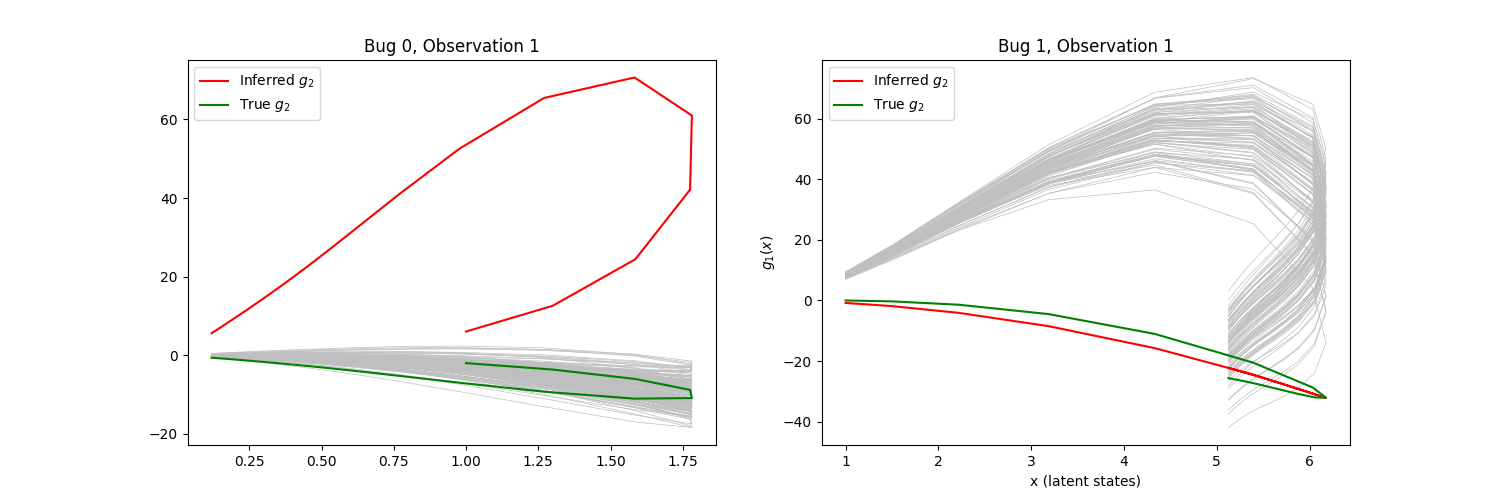 Bug 0, Observation 1
Inferred g₂
True g₂
60
40
20
0
−20
0.25 0.50 0.75 1.00 1.25 1.50 1.75
Bug 1, Observation 1
Inferred g₂
True g₂
60
40
20
0
−20
−40
g₁(x)
1 2 3 4 5 6
x (latent states)